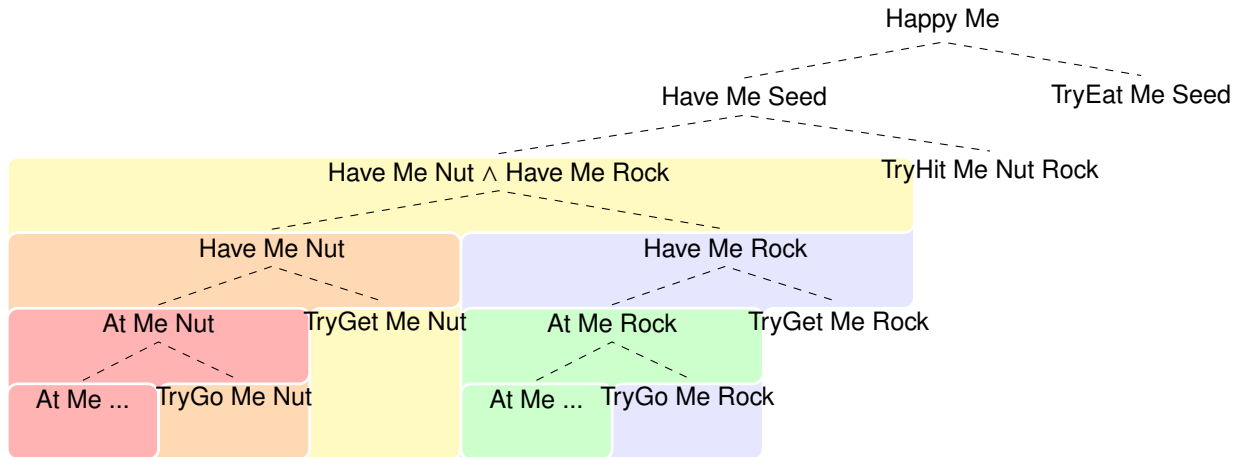 Happy Me
Have Me Seed
TryEat Me Seed
Have Me Nut ∧ Have Me Rock
TryHit Me Nut Rock
Have Me Nut
Have Me Rock
At Me Nut
TryGet Me Nut
At Me Rock
TryGet Me Rock
At Me ...
TryGo Me Nut
At Me ...
TryGo Me Rock